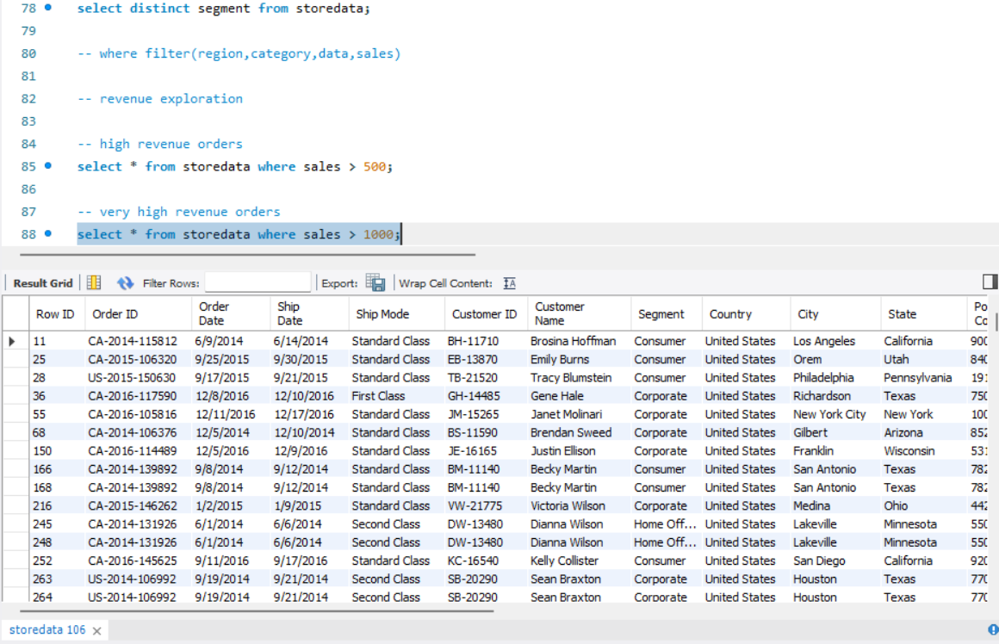 78 select distinct segment from storedata;
79
80 -- where filter(region,category,data,sales)
81
82 -- revenue exploration
83
84 -- high revenue orders
85 select * from storedata where sales > 500;
86
87 -- very high revenue orders
88 select * from storedata where sales > 1000;
Result Grid Filter Rows: Export: Wrap Cell Content: IA
Row ID Order ID Order Date Ship Date Ship Mode Customer ID Customer Name Segment Country City State Po Co
11 CA-2014-115812 6/9/2014 6/14/2014 Standard Class BH-11710 Brosina Hoffman Consumer United States Los Angeles California 900
25 CA-2015-106320 9/25/2015 9/30/2015 Standard Class EB-13870 Emily Burns Consumer United States Orem Utah 840
28 US-2015-150630 9/17/2015 9/21/2015 Standard Class TB-21520 Tracy Blumstein Consumer United States Philadelphia Pennsylvania 191
36 CA-2016-117590 12/8/2016 12/10/2016 First Class GH-14485 Gene Hale Corporate United States Richardson Texas 750
55 CA-2016-105816 12/11/2016 12/17/2016 Standard Class JM-15265 Janet Molinari Corporate United States New York City New York 100
68 CA-2014-106376 12/5/2014 12/10/2014 Standard Class BS-11590 Brendan Sweed Corporate United States Gilbert Arizona 852
150 CA-2016-114489 12/5/2016 12/9/2016 Standard Class JE-16165 Justin Ellison Corporate United States Franklin Wisconsin 531
166 CA-2014-139892 9/8/2014 9/12/2014 Standard Class BM-11140 Becky Martin Consumer United States San Antonio Texas 782
168 CA-2014-139892 9/8/2014 9/12/2014 Standard Class BM-11140 Becky Martin Consumer United States San Antonio Texas 782
216 CA-2015-146262 1/2/2015 1/9/2015 Standard Class VW-21775 Victoria Wilson Corporate United States Medina Ohio 442
245 CA-2014-131926 6/1/2014 6/6/2014 Second Class DW-13480 Dianna Wilson Home Off... United States Lakeville Minnesota 550
248 CA-2014-131926 6/1/2014 6/6/2014 Second Class DW-13480 Dianna Wilson Home Off... United States Lakeville Minnesota 550
252 CA-2016-145625 9/11/2016 9/17/2016 Standard Class KC-16540 Kelly Collister Consumer United States San Diego California 920
263 US-2014-106992 9/19/2014 9/21/2014 Second Class SB-20290 Sean Braxton Corporate United States Houston Texas 770
264 US-2014-106992 9/19/2014 9/21/2014 Second Class SB-20290 Sean Braxton Corporate United States Houston Texas 770
storedata 106